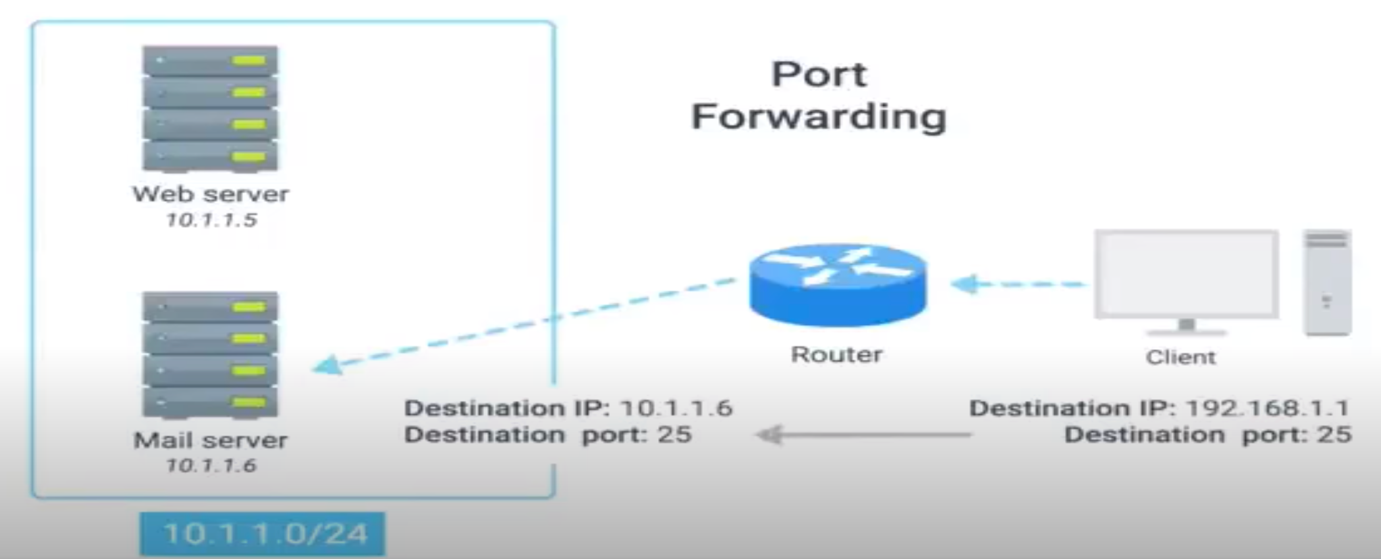 Port
Forwarding
Web server
10.1.1.5
Mail server
10.1.1.6
Router
Client
Destination IP: 10.1.1.6
Destination port: 25
Destination IP: 192.168.1.1
Destination port: 25
10.1.1.0/24